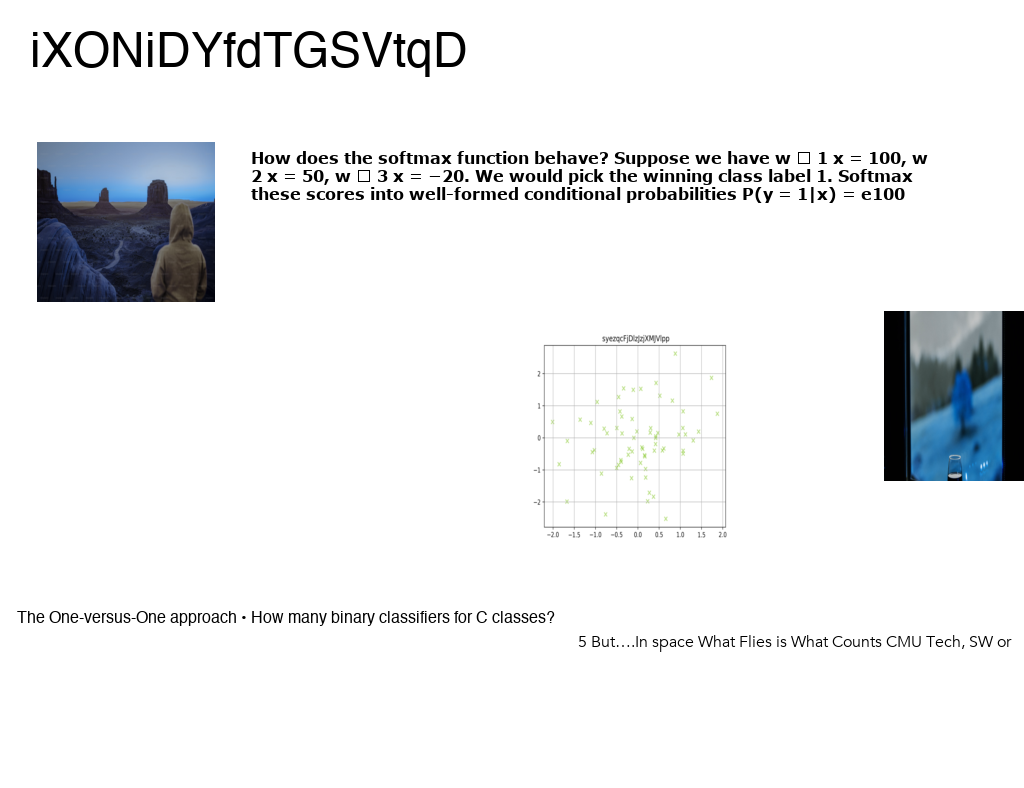 iXONiDYfdTGSVtqD
How does the softmax function behave? Suppose we have w □ 1 x = 100, w
2 x = 50, w □ 3 x = −20. We would pick the winning class label 1. Softmax
these scores into well-formed conditional probabilities P(y = 1|x) = e100
2
1
0
−1
−2
−2.0 −1.5 −1.0 −0.5 0.0 0.5 1.0 1.5 2.0
The One-versus-One approach • How many binary classifiers for C classes?
5 But….In space What Flies is What Counts CMU Tech, SW or